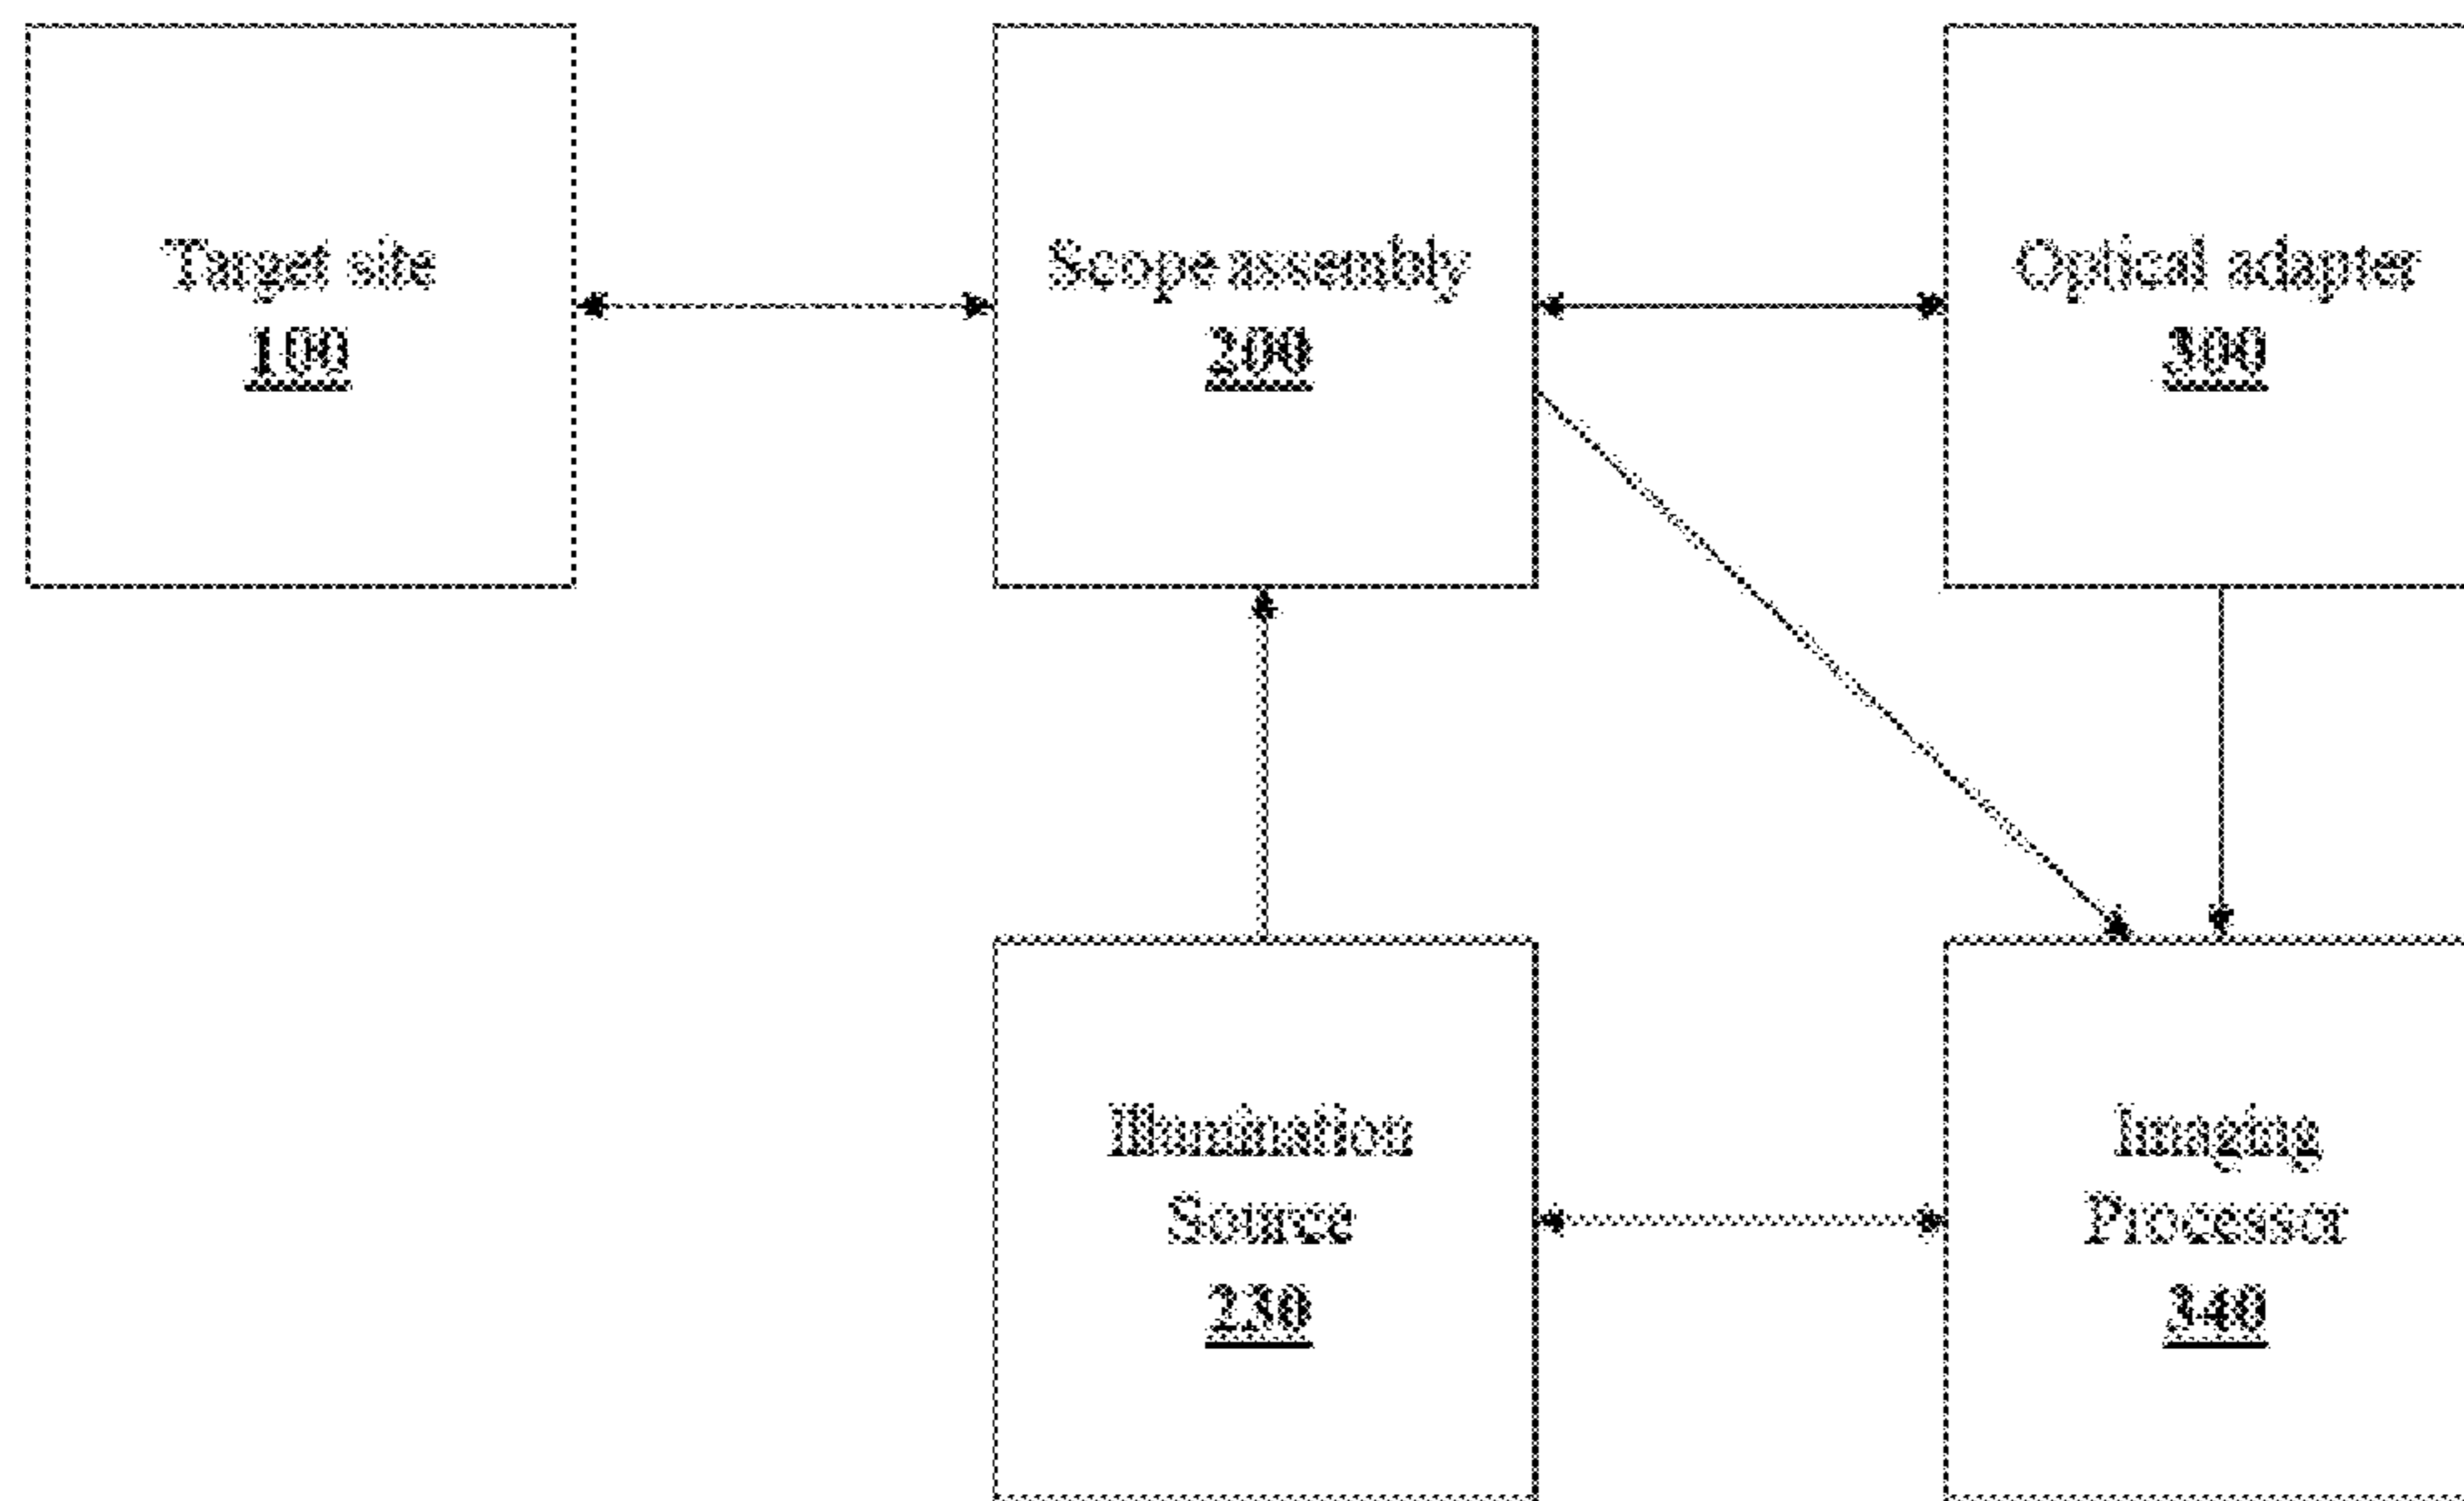 Target site
100
Scope assembly
200
Optical adapter
300
Illumination
Source
230
Imaging
Processor
340